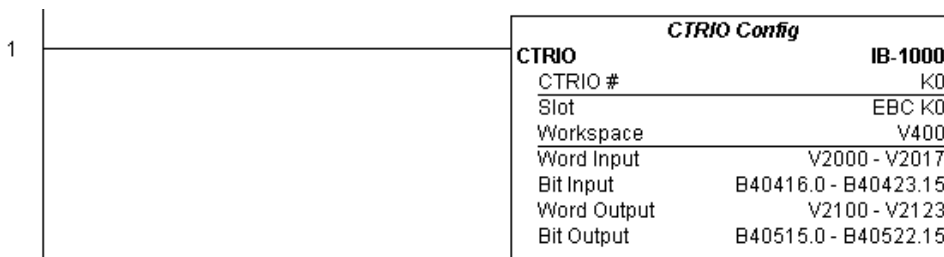 1
CTRIO Config
CTRIO IB-1000
CTRIO # K0
Slot EBC K0
Workspace V400
Word Input V2000 - V2017
Bit Input B40416.0 - B40423.15
Word Output V2100 - V2123
Bit Output B40515.0 - B40522.15